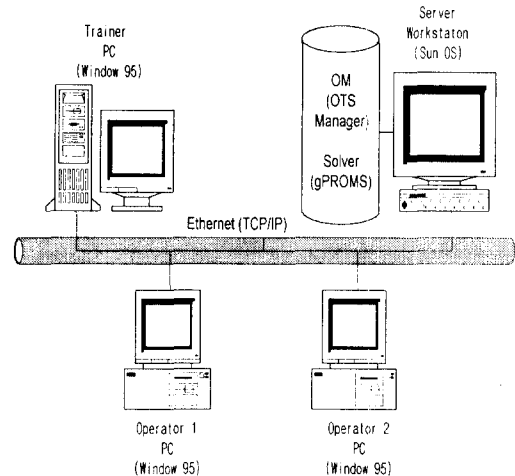 Trainer
PC
(Window 95)
Server
Workstaton
(Sun OS)
OM
(OTS
Manager)
Solver
(gPROMS)
Ethernet (TCP/IP)
Operator 1
PC
(Window 95)
Operator 2
PC
(Window 95)